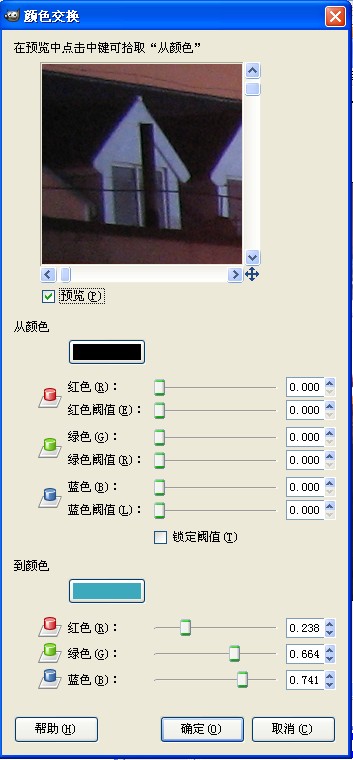 颜色交换
在预览中点击中键可拾取“从颜色”
预览(P)
从颜色
红色(R)： 0.000
红色阈值(E)： 0.000
绿色(G)： 0.000
绿色阈值(R)： 0.000
蓝色(B)： 0.000
蓝色阈值(L)： 0.000
锁定阈值(T)
到颜色
红色(R)： 0.238
绿色(G)： 0.664
蓝色(B)： 0.741
帮助(H) 确定(O) 取消(C)